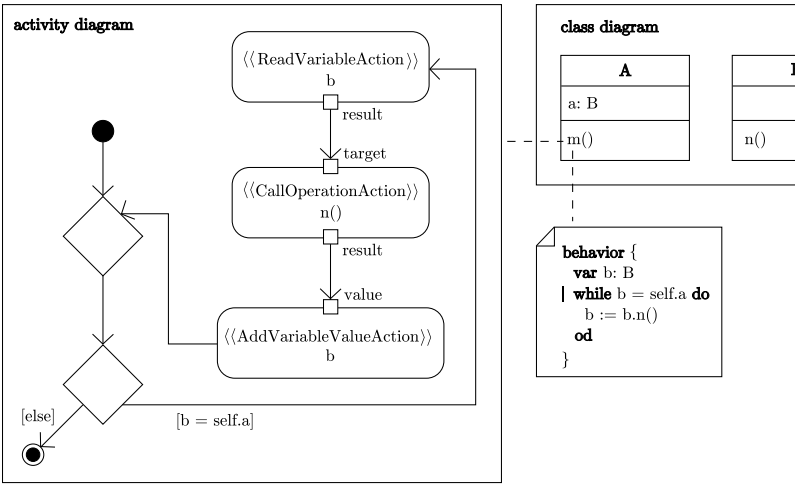 activity diagram
⟨⟨ReadVariableAction⟩⟩
b
result
target
⟨⟨CallOperationAction⟩⟩
n()
result
value
⟨⟨AddVariableValueAction⟩⟩
b
[else]
[b = self.a]
class diagram
A
a: B
m()
n()
behavior {
var b: B
while b = self.a do
b := b.n()
od
}